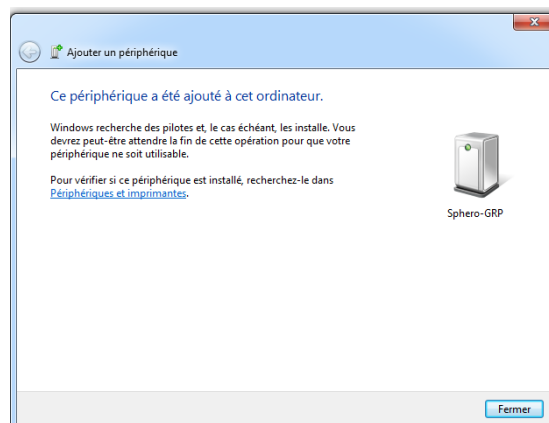 Ajouter un périphérique
Ce périphérique a été ajouté à cet ordinateur.
Windows recherche des pilotes et, le cas échéant, les installe. Vous
devrez peut-être attendre la fin de cette opération pour que votre
périphérique ne soit utilisable.
Pour vérifier si ce périphérique est installé, recherchez-le dans
Périphériques et imprimantes.
Sphero-GRP
Fermer